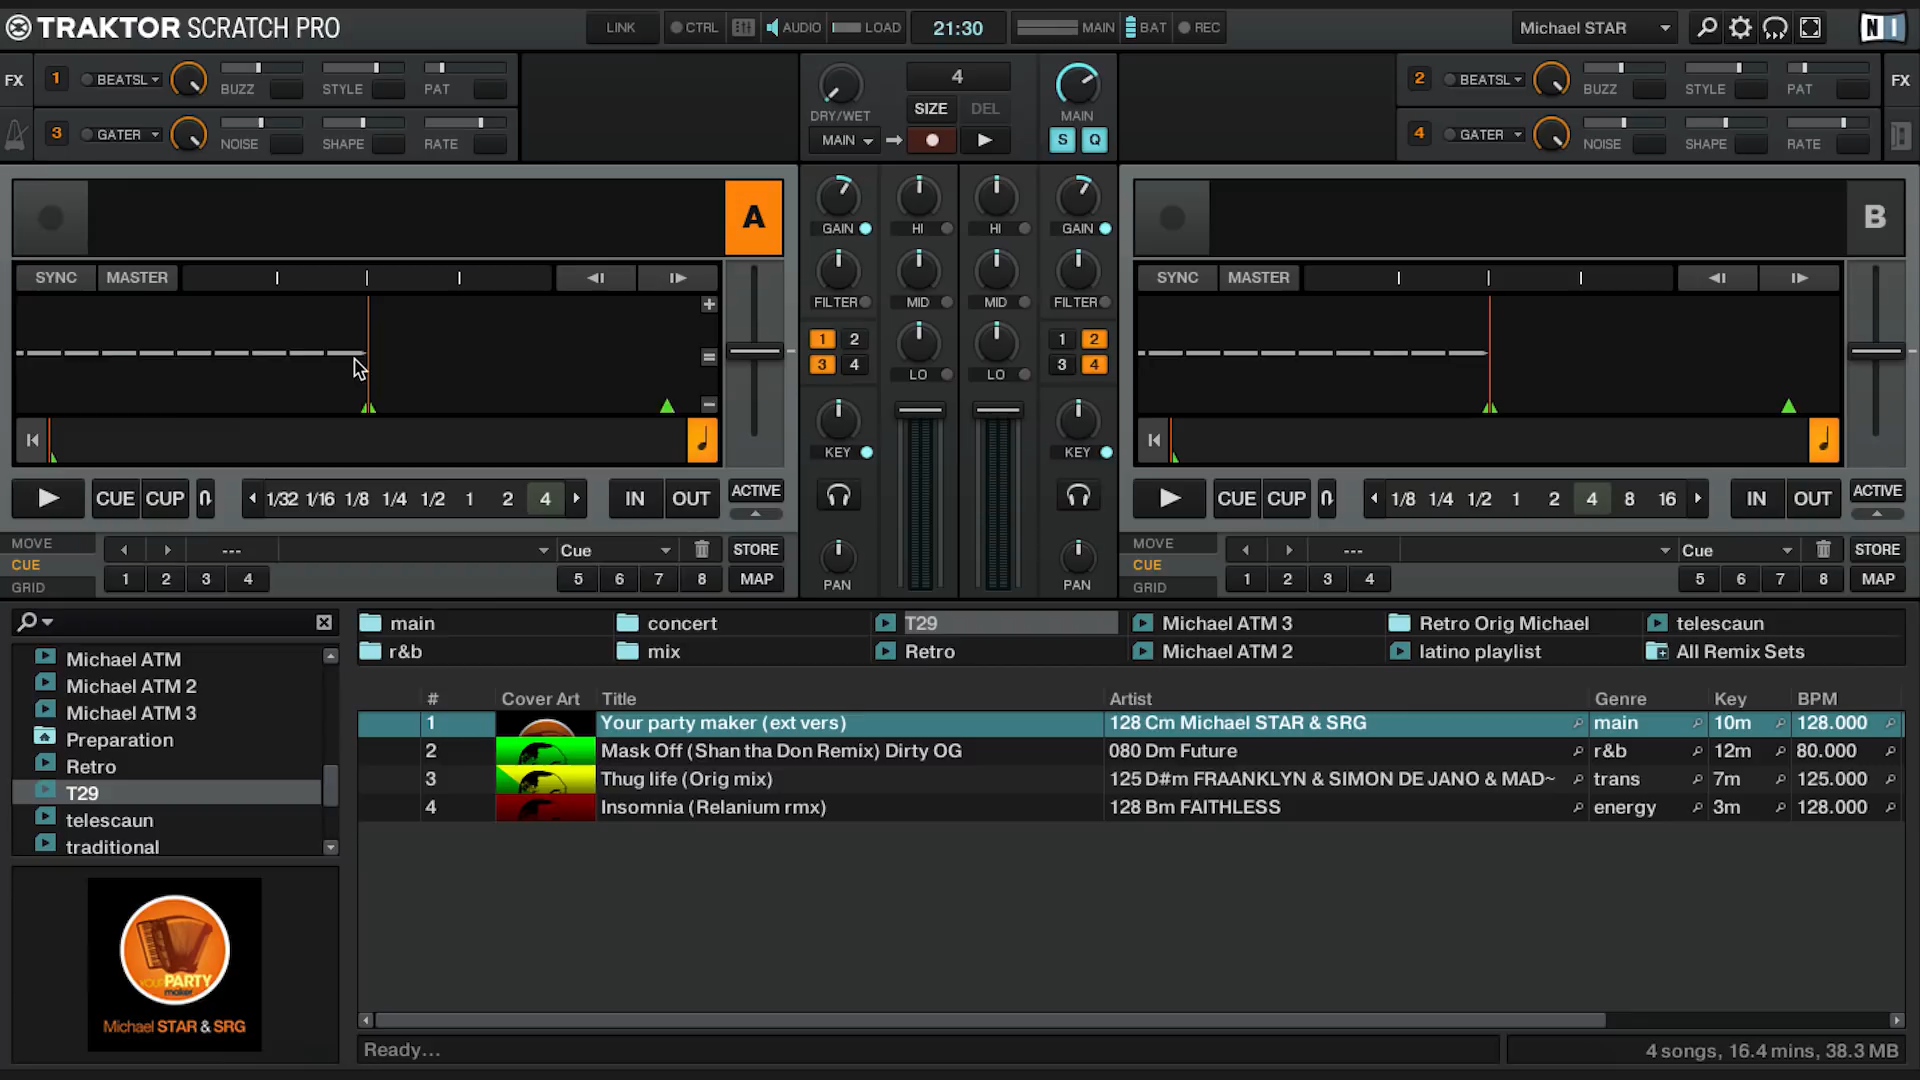 TRAKTOR SCRATCH PRO LINK CTRL AUDIO LOAD 21:30 MAIN BAT REC Michael STAR NI
FX 1 BEATSL BUZZ STYLE PAT
3 GATER NOISE SHAPE RATE
DRY/WET 4 MAIN
SIZE DEL
MAIN S Q
2 BEATSL BUZZ STYLE PAT FX
4 GATER NOISE SHAPE RATE
A
SYNC MASTER
CUE CUP 1/32 1/16 1/8 1/4 1/2 1 2 4 IN OUT ACTIVE
MOVE
CUE
GRID
--- Cue STORE
1 2 3 4 5 6 7 8 MAP
GAIN HI HI GAIN
FILTER MID MID FILTER
1 2 1 2
3 4 3 4
LO LO
KEY KEY
PAN PAN
B
SYNC MASTER
CUE CUP 1/8 1/4 1/2 1 2 4 8 16 IN OUT ACTIVE
MOVE
CUE
GRID
--- Cue STORE
1 2 3 4 5 6 7 8 MAP
Michael ATM
Michael ATM 2
Michael ATM 3
Preparation
Retro
T29
telescaun
traditional
YOUR PARTY
maker
Michael STAR & SRG
main concert T29 Michael ATM 3 Retro Orig Michael telescaun
r&b mix Retro Michael ATM 2 latino playlist All Remix Sets
# Cover Art Title Artist Genre Key BPM
1 Your party maker (ext vers) 128 Cm Michael STAR & SRG main 10m 128.000
2 Mask Off (Shan tha Don Remix) Dirty OG 080 Dm Future r&b 12m 80.000
3 Thug life (Orig mix) 125 D#m FRAANKLYN & SIMON DE JANO & MAD~ trans 7m 125.000
4 Insomnia (Relanium rmx) 128 Bm FAITHLESS energy 3m 128.000
Ready... 4 songs, 16.4 mins, 38.3 MB